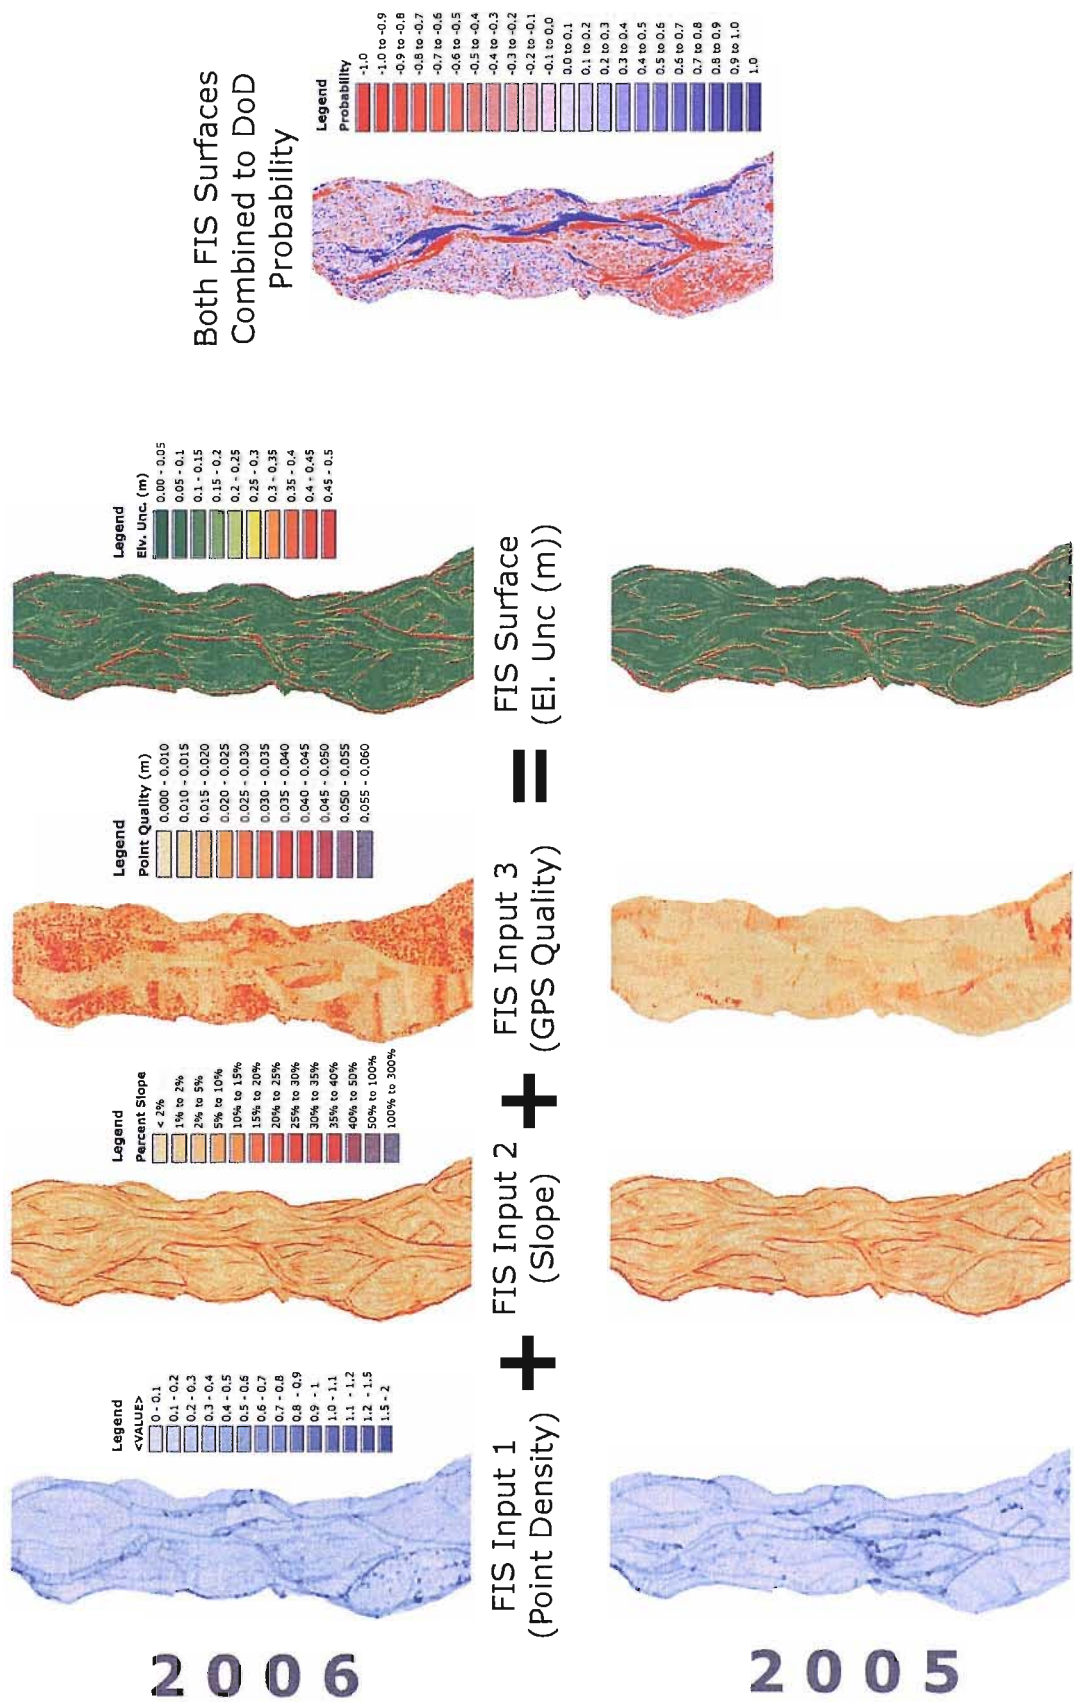 2006
Legend
<VALUE>
0 - 0.1
0.1 - 0.2
0.2 - 0.3
0.3 - 0.4
0.4 - 0.5
0.5 - 0.6
0.6 - 0.7
0.7 - 0.8
0.8 - 0.9
0.9 - 1
1.0 - 1.1
1.1 - 1.2
1.2 - 1.5
1.5 - 2
Legend
Percent Slope
< 2%
1% to 2%
2% to 5%
5% to 10%
10% to 15%
15% to 20%
20% to 25%
25% to 30%
30% to 35%
35% to 40%
40% to 50%
50% to 100%
100% to 300%
Legend
Point Quality (m)
0.000 - 0.010
0.010 - 0.015
0.015 - 0.020
0.020 - 0.025
0.025 - 0.030
0.030 - 0.035
0.035 - 0.040
0.040 - 0.045
0.045 - 0.050
0.050 - 0.055
0.055 - 0.060
Legend
Elv. Unc. (m)
0.00 - 0.05
0.05 - 0.1
0.1 - 0.15
0.15 - 0.2
0.2 - 0.25
0.25 - 0.3
0.3 - 0.35
0.35 - 0.4
0.4 - 0.45
0.45 - 0.5
FIS Input 1
(Point Density)
+
FIS Input 2
(Slope)
+
FIS Input 3
(GPS Quality)
=
FIS Surface
(El. Unc (m))
2005
Both FIS Surfaces
Combined to DoD
Probability
Legend
Probability
-1.0
-1.0 to -0.9
-0.9 to -0.8
-0.8 to -0.7
-0.7 to -0.6
-0.6 to -0.5
-0.5 to -0.4
-0.4 to -0.3
-0.3 to -0.2
-0.2 to -0.1
-0.1 to 0.0
0.0 to 0.1
0.1 to 0.2
0.2 to 0.3
0.3 to 0.4
0.4 to 0.5
0.5 to 0.6
0.6 to 0.7
0.7 to 0.8
0.8 to 0.9
0.9 to 1.0
1.0